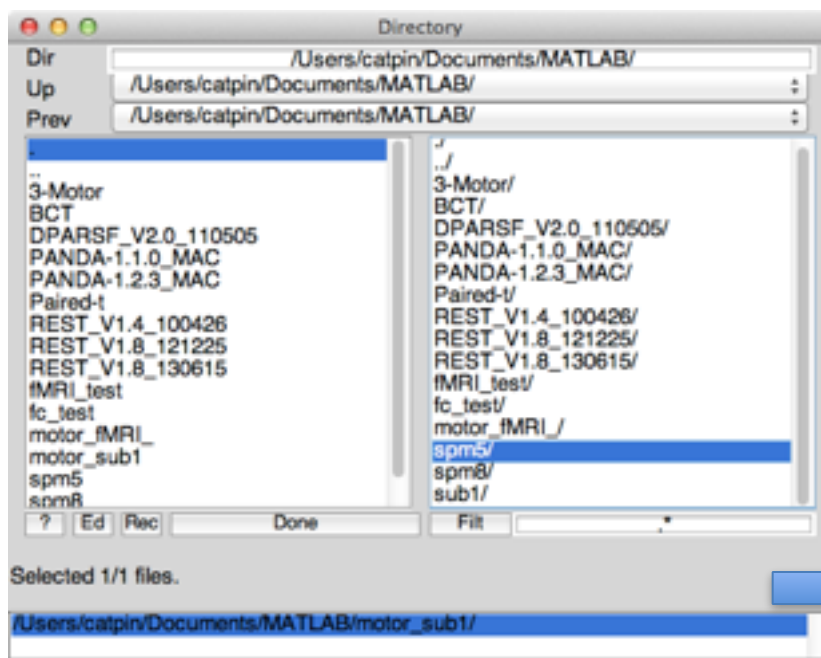 Directory
Dir /Users/catpin/Documents/MATLAB/
Up /Users/catpin/Documents/MATLAB/
Prev /Users/catpin/Documents/MATLAB/
.
..
3-Motor
BCT
DPARSF_V2.0_110505
PANDA-1.1.0_MAC
PANDA-1.2.3_MAC
Paired-t
REST_V1.4_100426
REST_V1.8_121225
REST_V1.8_130615
fMRI_test
fc_test
motor_fMRI_
motor_sub1
spm5
spm8
./
../
3-Motor/
BCT/
DPARSF_V2.0_110505/
PANDA-1.1.0_MAC/
PANDA-1.2.3_MAC/
Paired-t/
REST_V1.4_100426/
REST_V1.8_121225/
REST_V1.8_130615/
fMRI_test/
fc_test/
motor_fMRI_/
spm5/
spm8/
sub1/
? Ed Rec Done Filt .*
Selected 1/1 files.
/Users/catpin/Documents/MATLAB/motor_sub1/